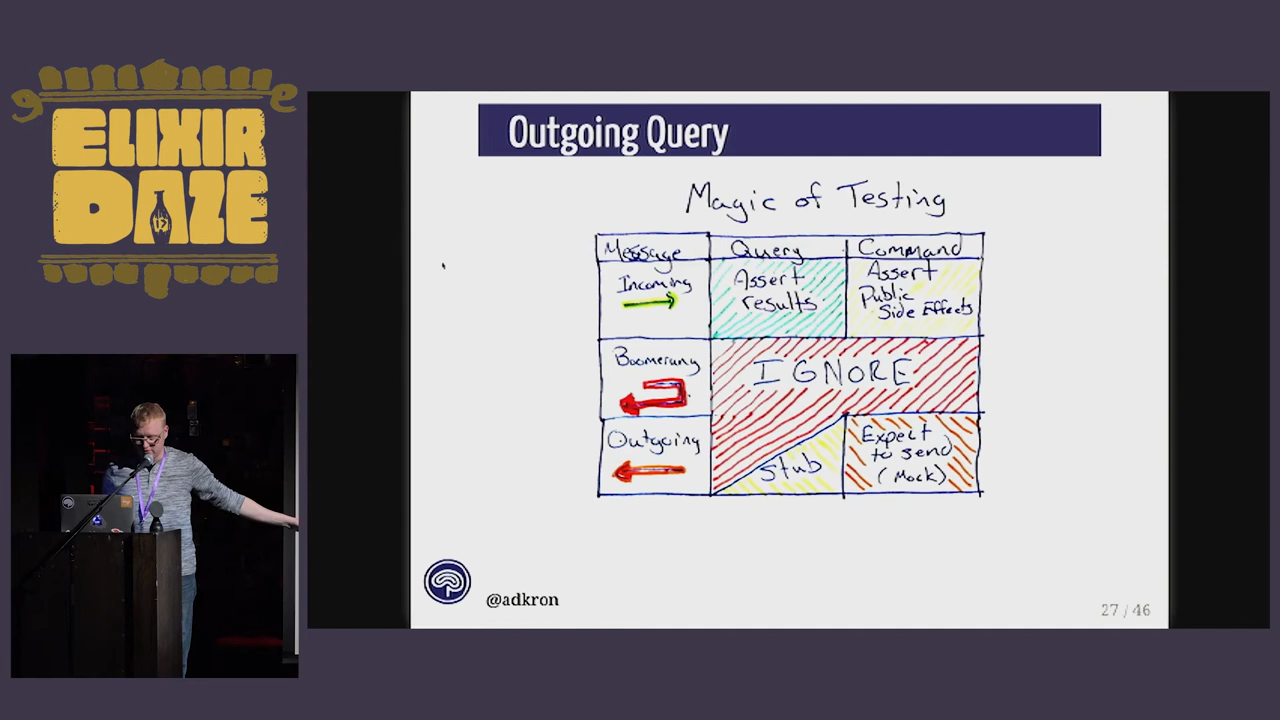 ELIXIR
DAZE
Outgoing Query
Magic of Testing
Message Query Command
Incoming Assert results Assert Public Side Effects
Boomerang IGNORE
Outgoing Stub Expect to send (Mock)
@adkron
27 / 46